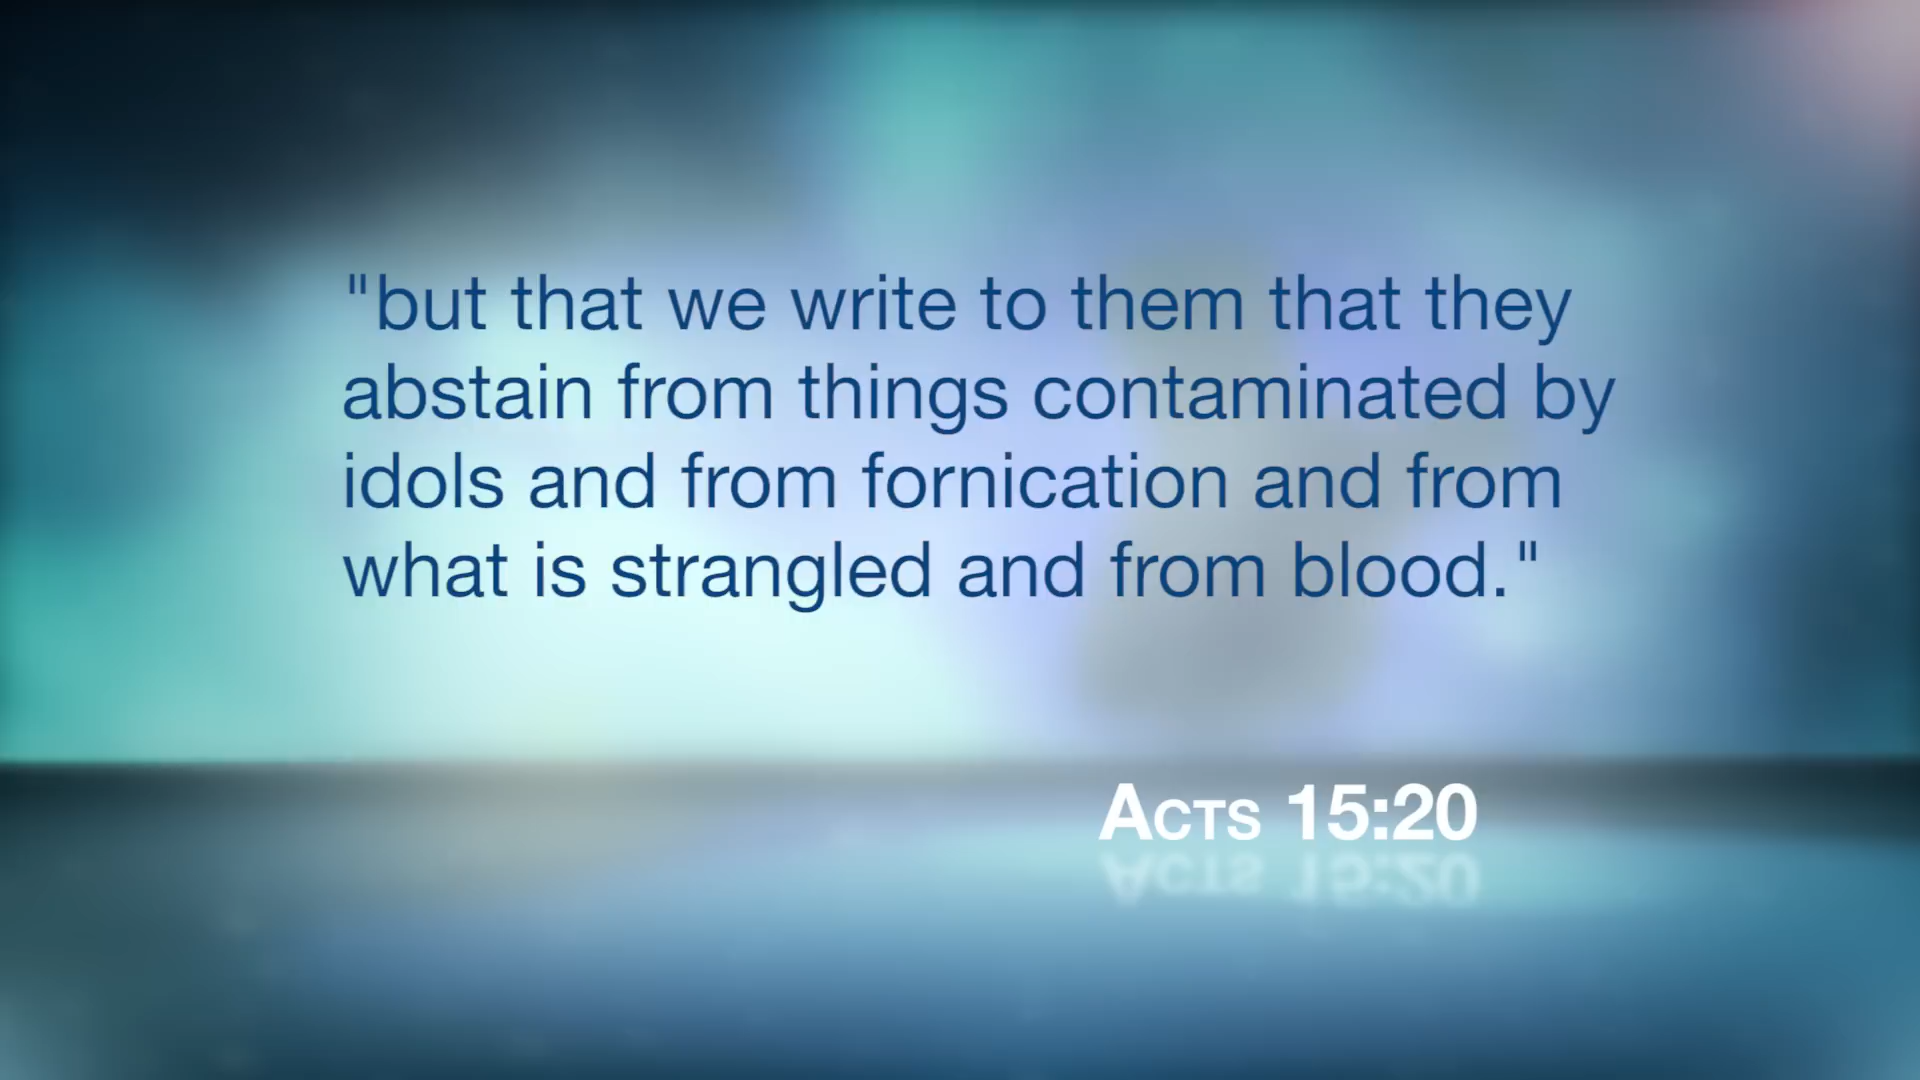 "but that we write to them that they
abstain from things contaminated by
idols and from fornication and from
what is strangled and from blood."
Acts 15:20